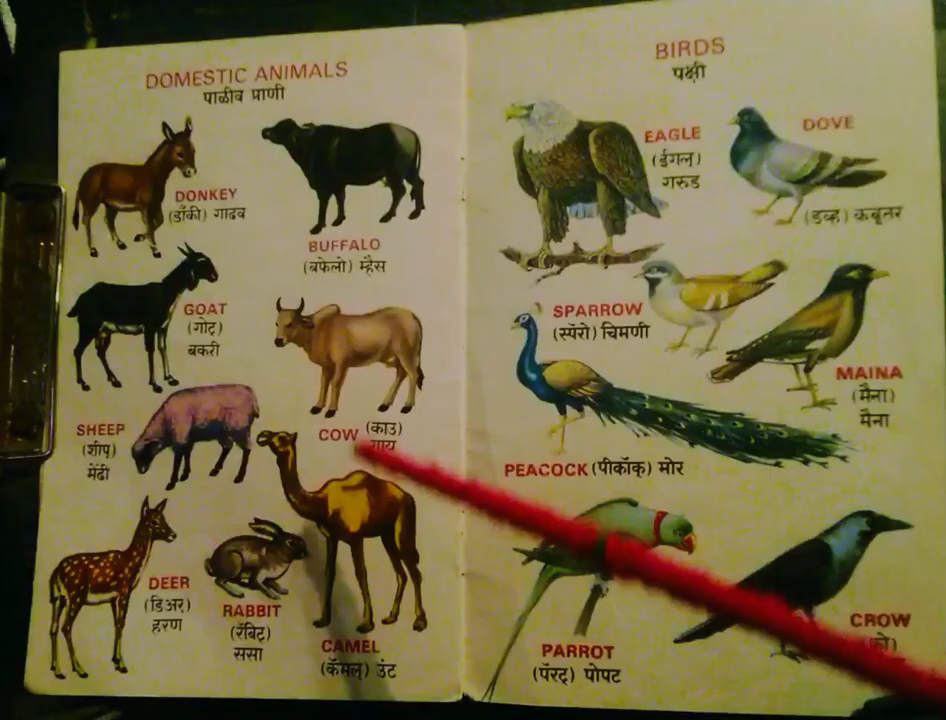 DOMESTIC ANIMALS
पाळीव प्राणी
DONKEY
(डाँकी) गाढव
BUFFALO
(बफेलो) म्हैस
GOAT
(गोट्)
बकरी
SHEEP
(शीप्)
मेंढी
COW (काउ)
गाय
DEER
(डिअर)
हरण
RABBIT
(रॅबिट्)
ससा
CAMEL
(कॅमल्) उंट
BIRDS
पक्षी
EAGLE
(ईगल्)
गरुड
DOVE
(डव्ह) कबूतर
SPARROW
(स्पॅरो) चिमणी
MAINA
(मैना)
मैना
PEACOCK (पीकॉक्) मोर
PARROT
(पॅरट्) पोपट
CROW